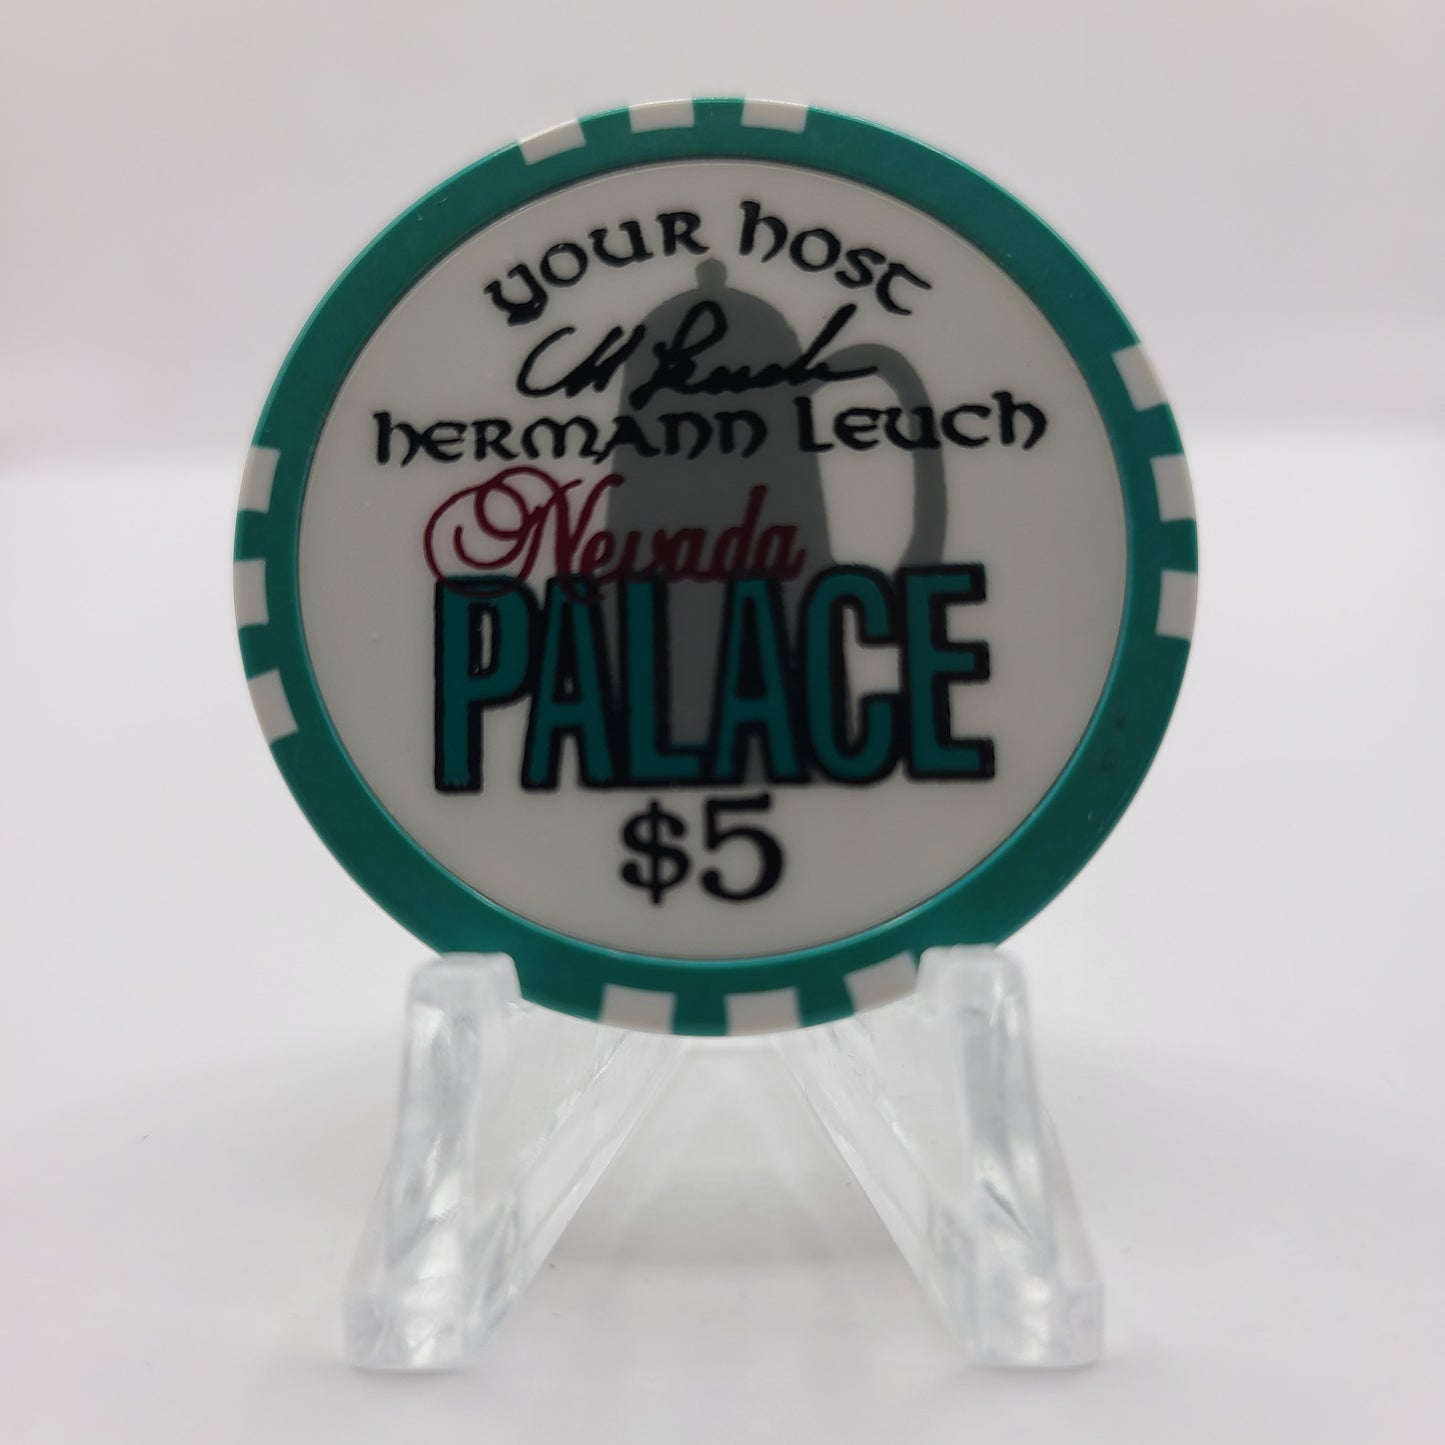 YOUR HOST
HERMANN LEUCH
Nevada
PALACE
$5